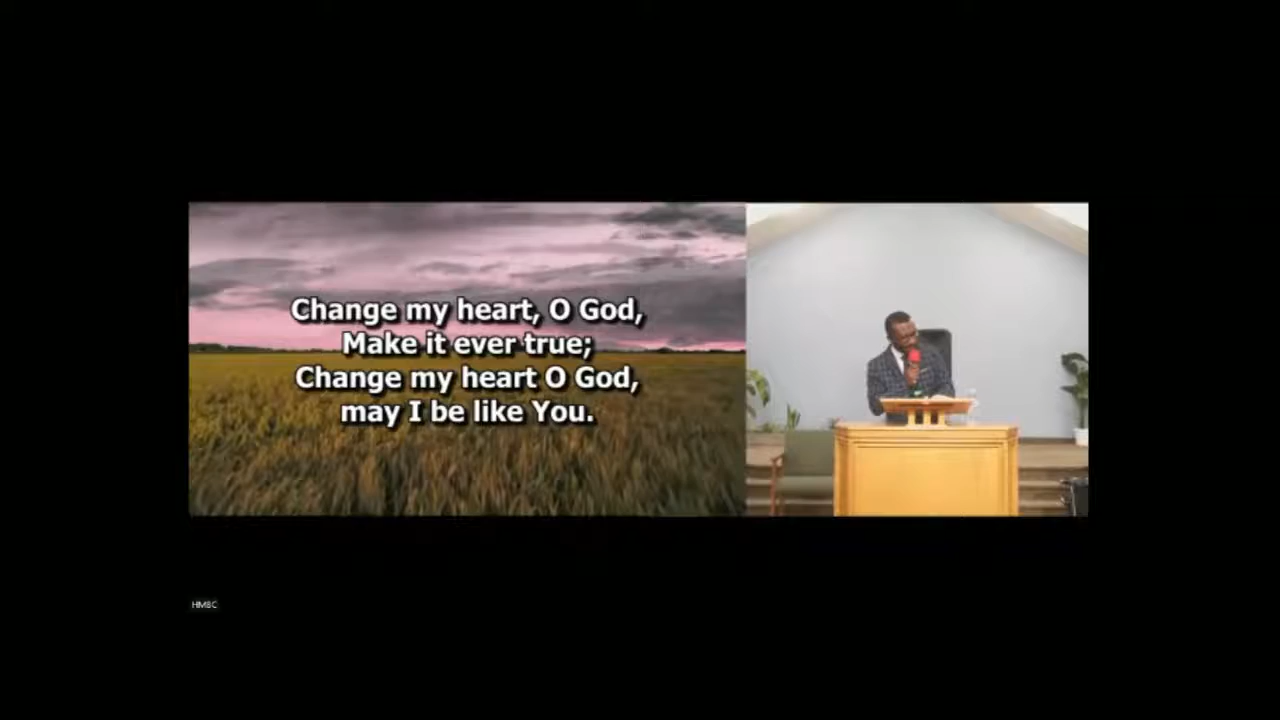 Change my heart, O God,
Make it ever true;
Change my heart O God,
may I be like You.
HMBC